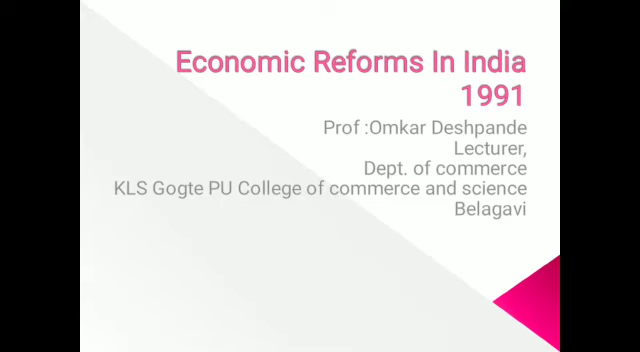 Economic Reforms In India
1991
Prof :Omkar Deshpande
Lecturer,
Dept. of commerce
KLS Gogte PU College of commerce and science
Belagavi